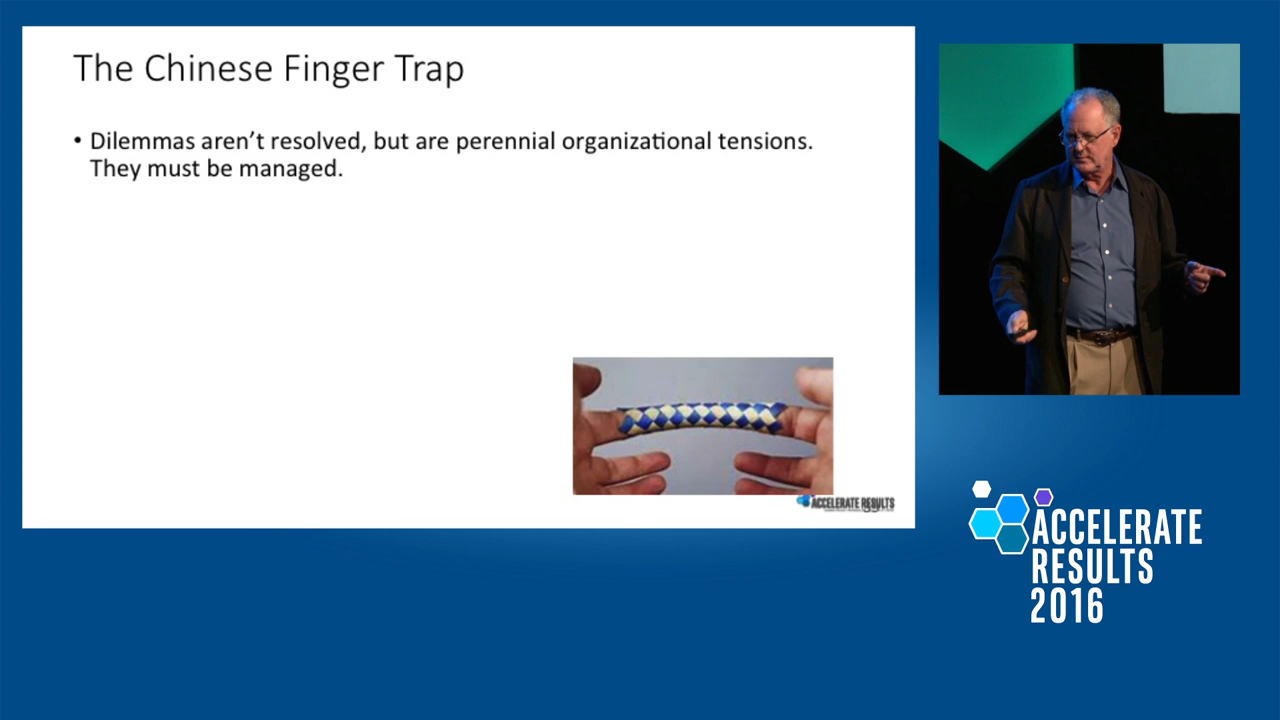 The Chinese Finger Trap
• Dilemmas aren’t resolved, but are perennial organizational tensions.
They must be managed.
ACCELERATE RESULTS
ACCELERATE
RESULTS
2016